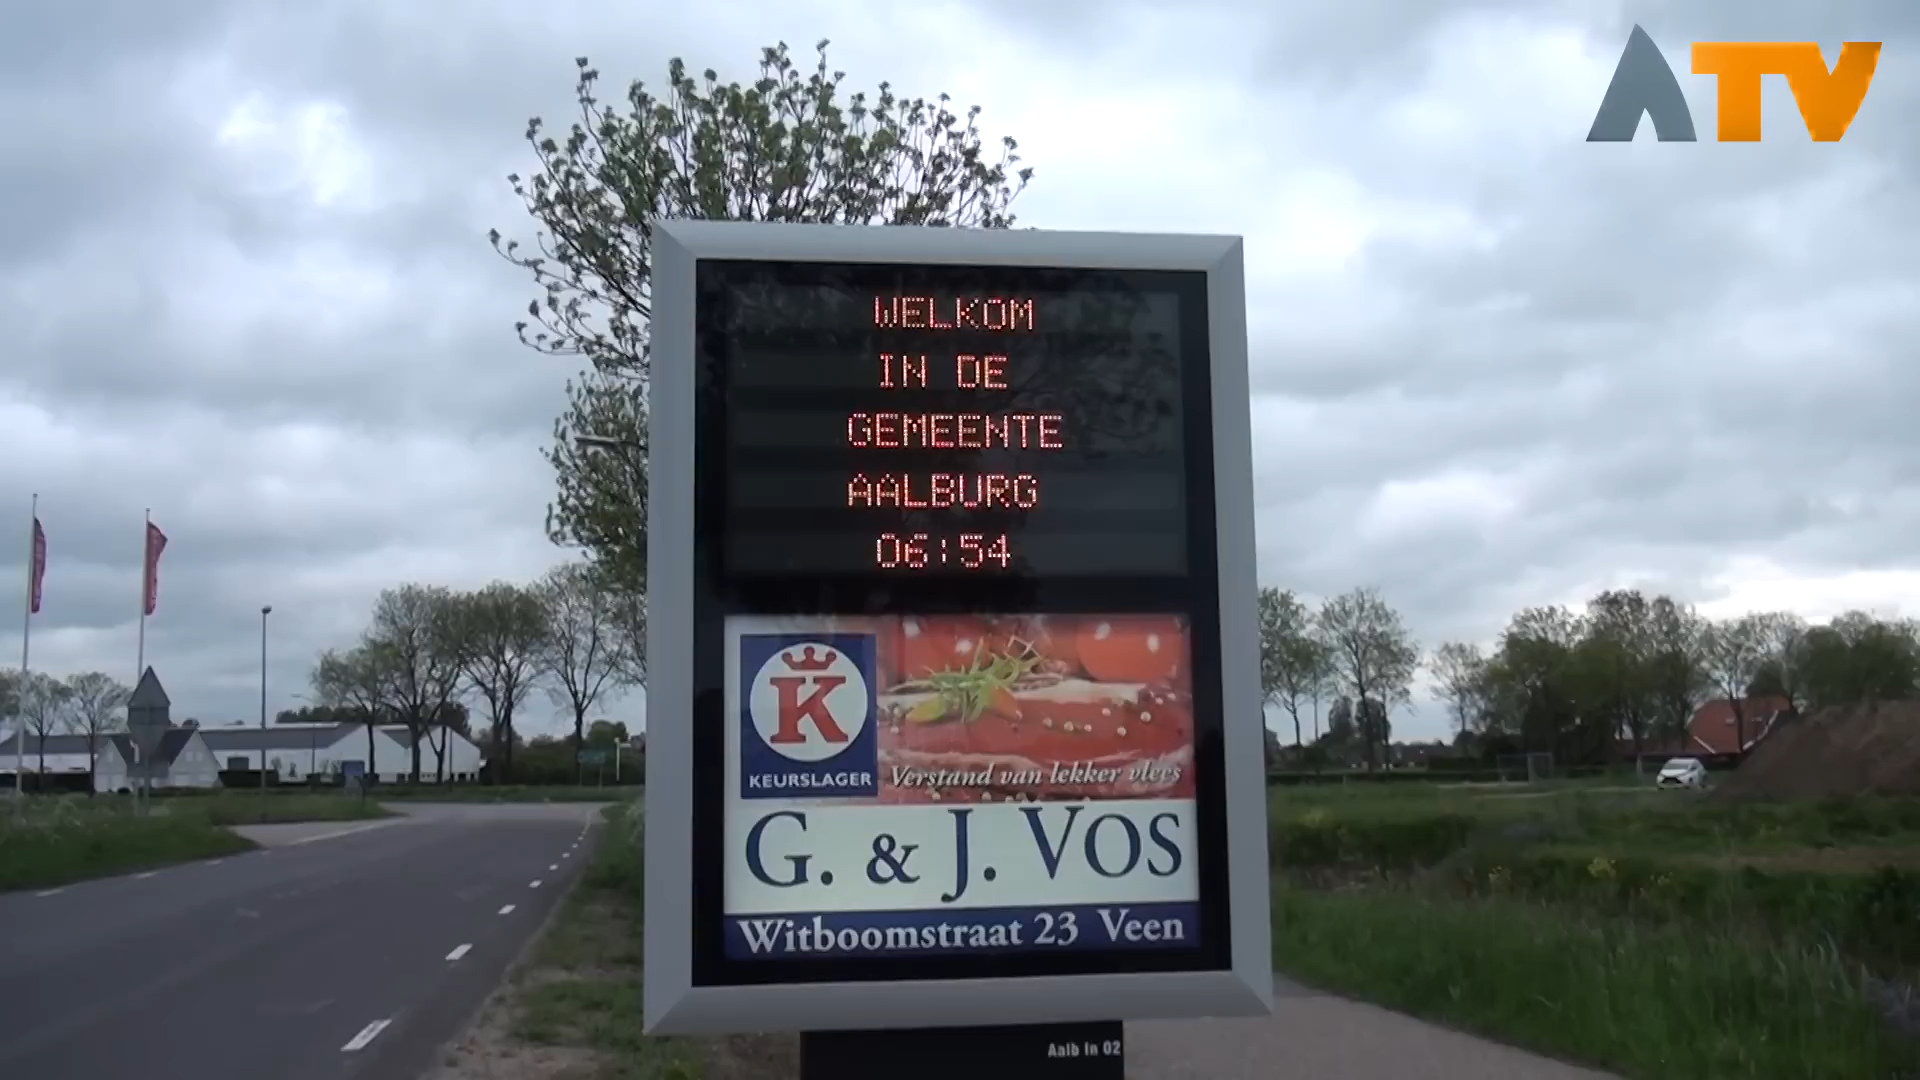 ATV
WELKOM
IN DE
GEMEENTE
AALBURG
06:54
K
KEURSLAGER
Verstand van lekker vlees
G. & J. VOS
Witboomstraat 23 Veen
Aalb In 02